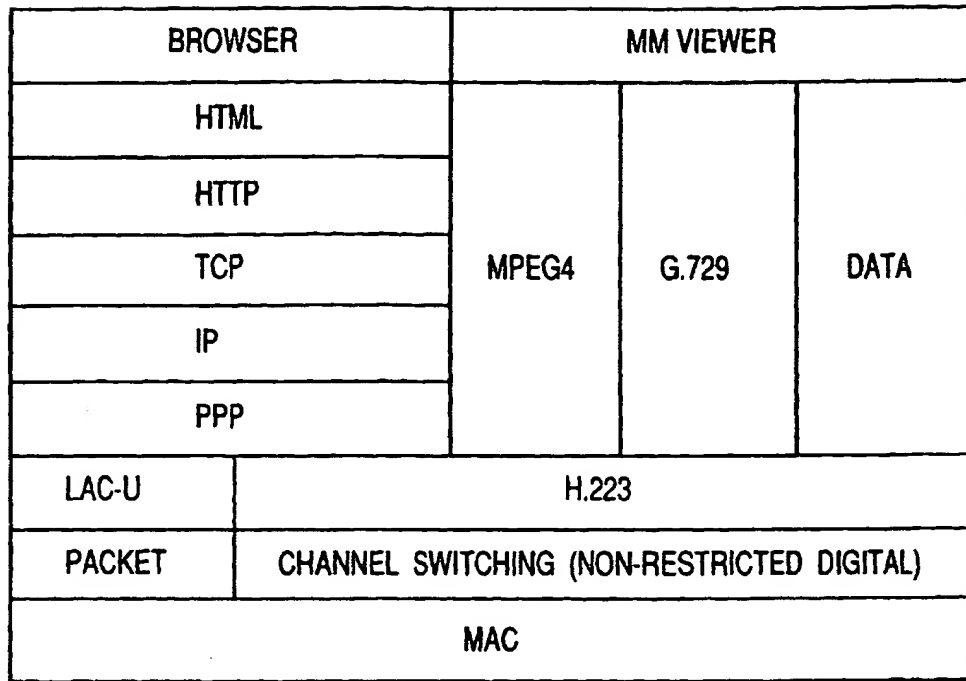 BROWSER
MM VIEWER
HTML
HTTP
TCP
IP
PPP
MPEG4
G.729
DATA
LAC-U
H.223
PACKET
CHANNEL SWITCHING (NON-RESTRICTED DIGITAL)
MAC